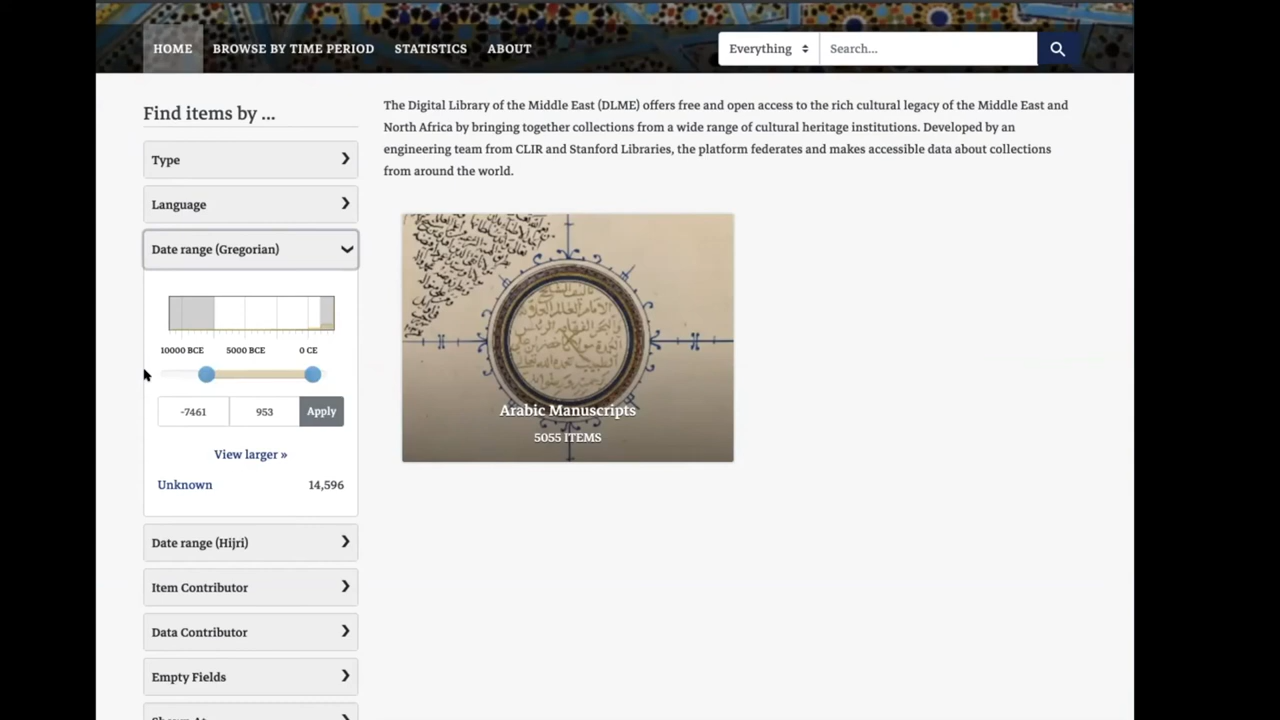 HOME BROWSE BY TIME PERIOD STATISTICS ABOUT Everything Search...
Find items by ...
Type
Language
Date range (Gregorian)
10000 BCE 5000 BCE 0 CE
-7461 953 Apply
View larger »
Unknown 14,596
Date range (Hijri)
Item Contributor
Data Contributor
Empty Fields
The Digital Library of the Middle East (DLME) offers free and open access to the rich cultural legacy of the Middle East and
North Africa by bringing together collections from a wide range of cultural heritage institutions. Developed by an
engineering team from CLIR and Stanford Libraries, the platform federates and makes accessible data about collections
from around the world.
Arabic Manuscripts
5055 ITEMS